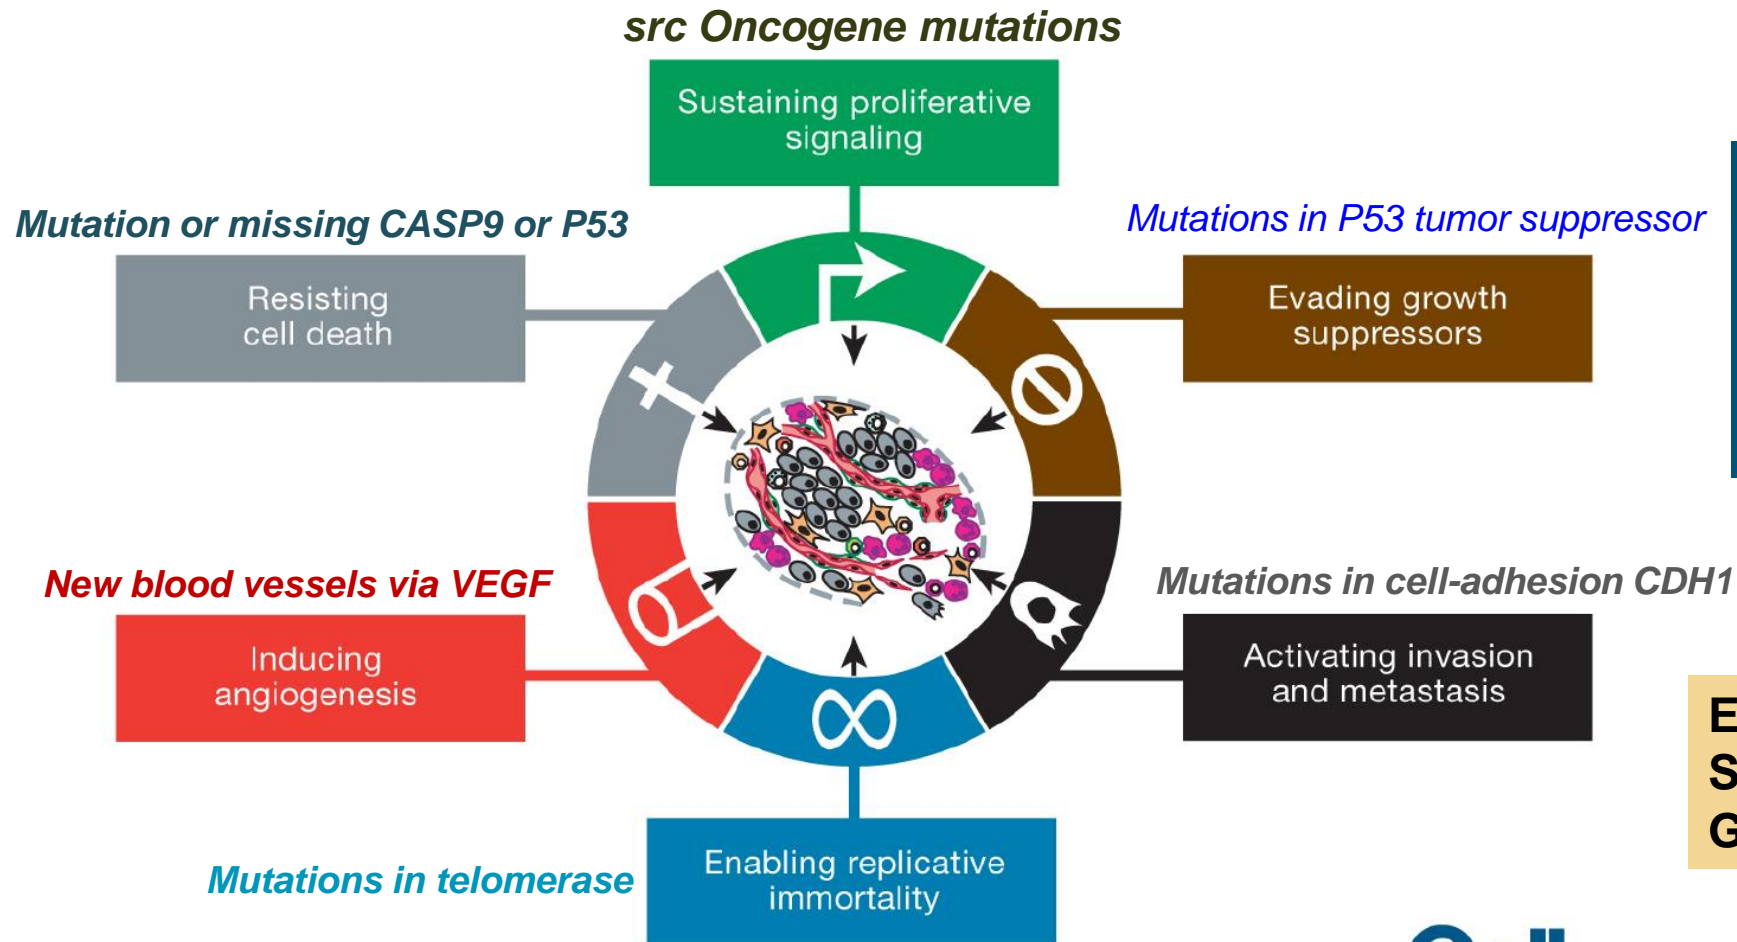 src Oncogene mutations
Sustaining proliferative
signaling
Mutation or missing CASP9 or P53
Resisting
cell death
Mutations in P53 tumor suppressor
Evading growth
suppressors
New blood vessels via VEGF
Inducing
angiogenesis
Mutations in cell-adhesion CDH1
Activating invasion
and metastasis
E
S
G
Mutations in telomerase
Enabling replicative
immortality